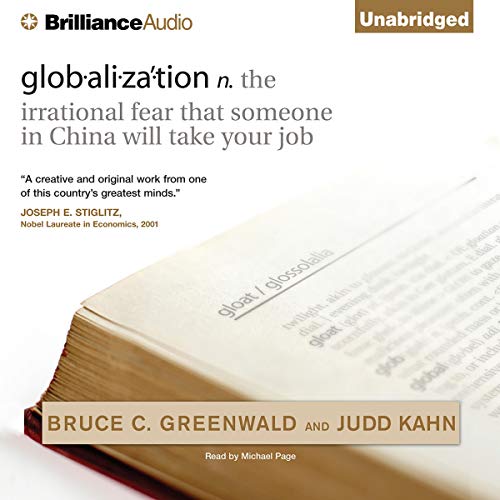 BrillianceAudio
Unabridged
glob·al·i·za'·tion n. the
irrational fear that someone
in China will take your job
“A creative and original work from one
of this country’s greatest minds.”
JOSEPH E. STIGLITZ,
Nobel Laureate in Economics, 2001
gloat / glossolalia
gloat
glob
global
BRUCE C. GREENWALD AND JUDD KAHN
Read by Michael Page